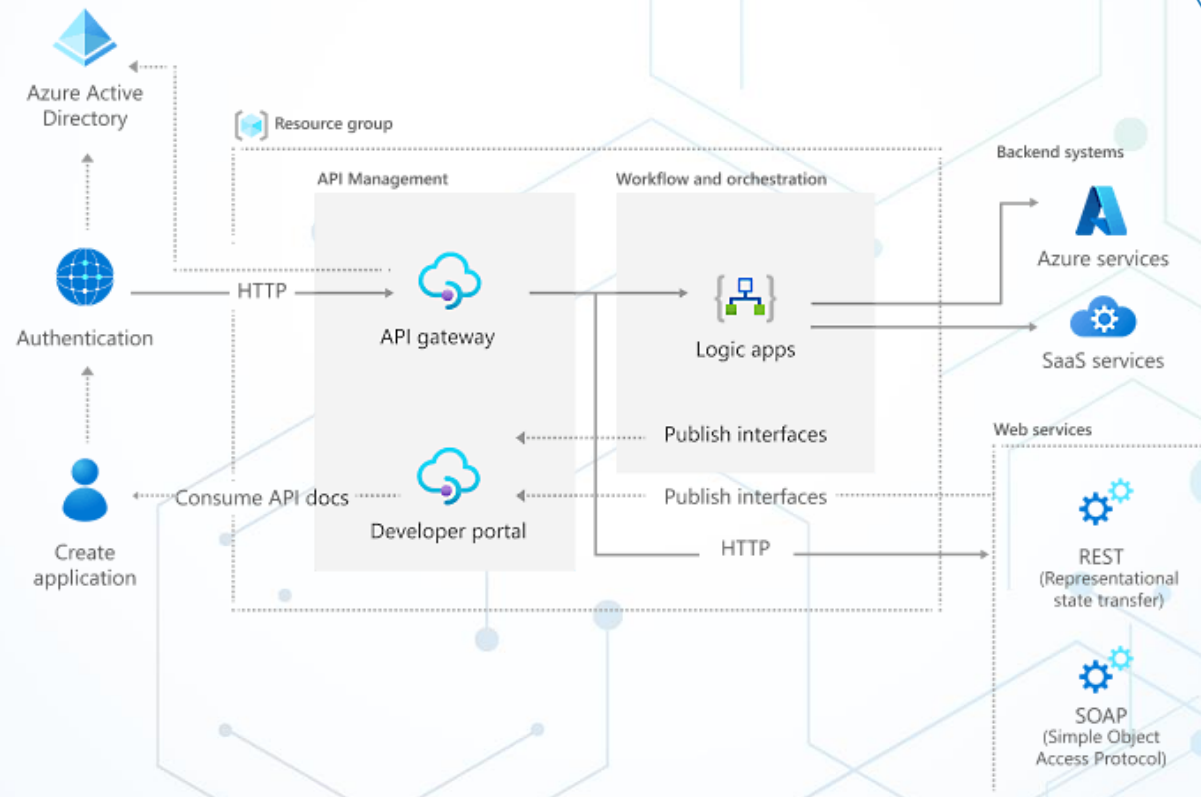 Azure Active
Directory
Resource group
Backend systems
API Management
Workflow and orchestration
Azure services
HTTP
Authentication
API gateway
Logic apps
SaaS services
Publish interfaces
Web services
Consume API docs
Publish interfaces
Developer portal
HTTP
Create
application
REST
(Representational
state transfer)
SOAP
(Simple Object
Access Protocol)